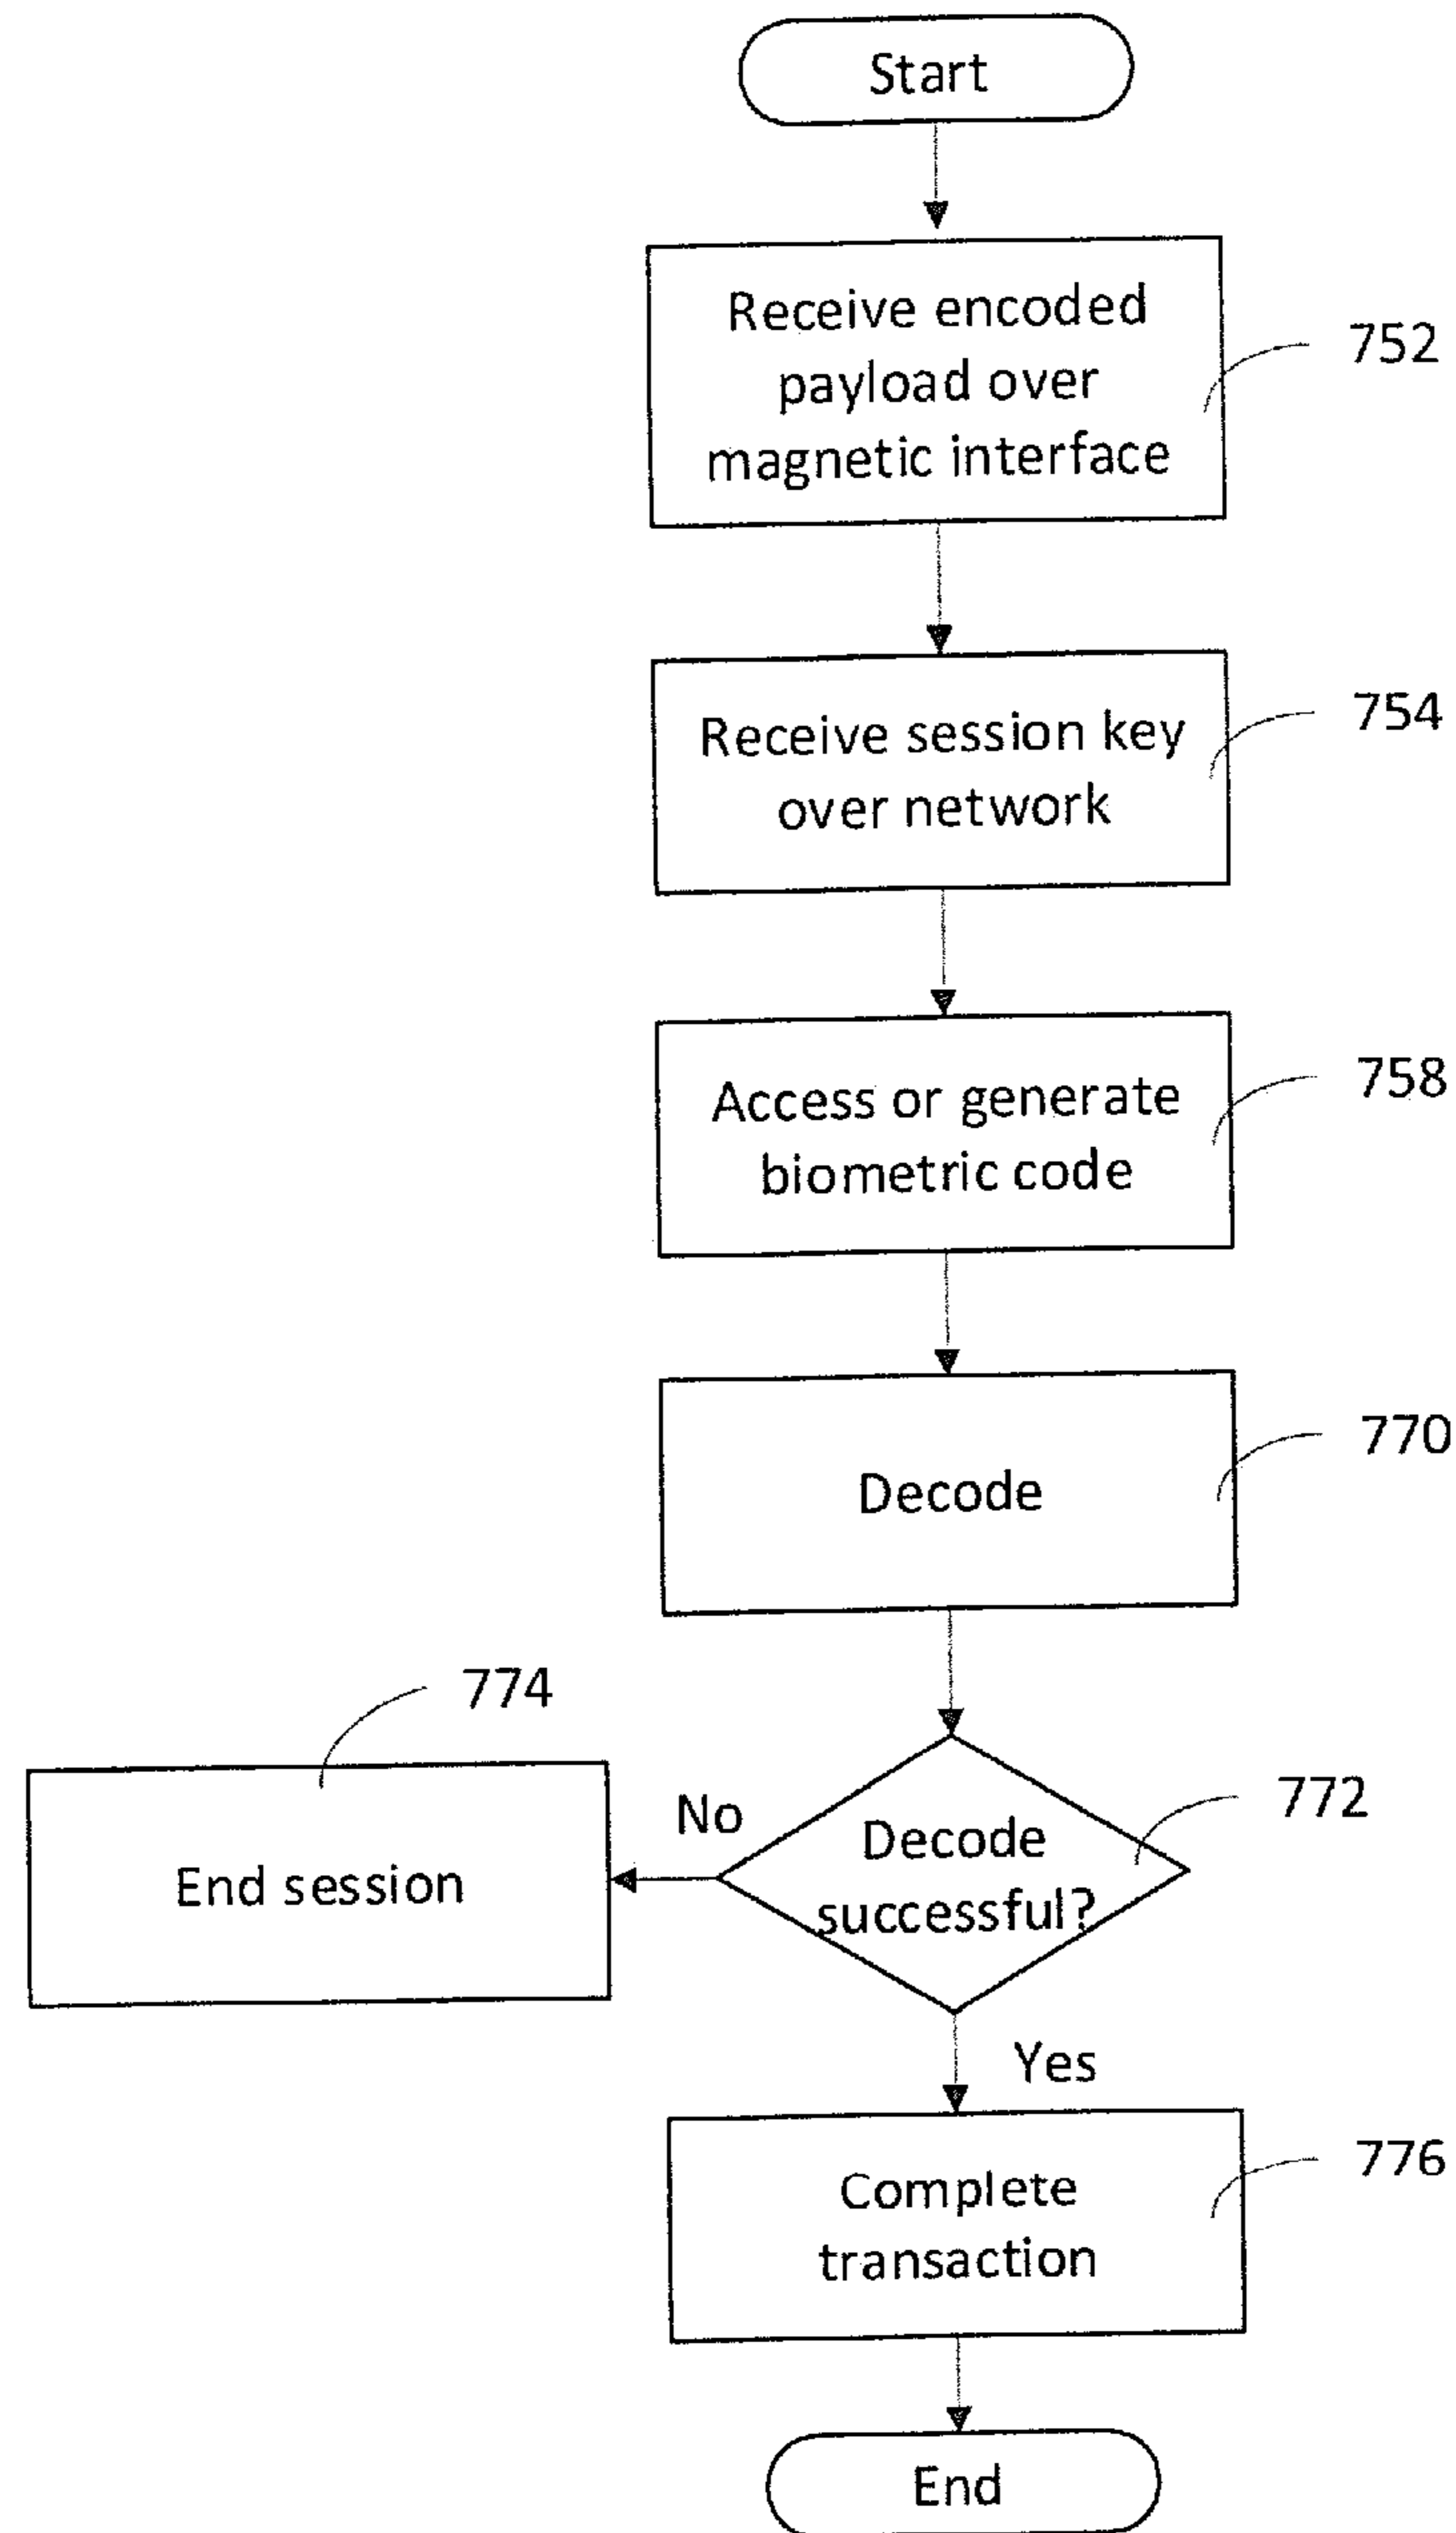 Start
Receive encoded
payload over
magnetic interface
752
Receive session key
over network
754
Access or generate
biometric code
758
Decode
770
774
End session
No
Decode
successful?
772
Yes
Complete
transaction
776
End